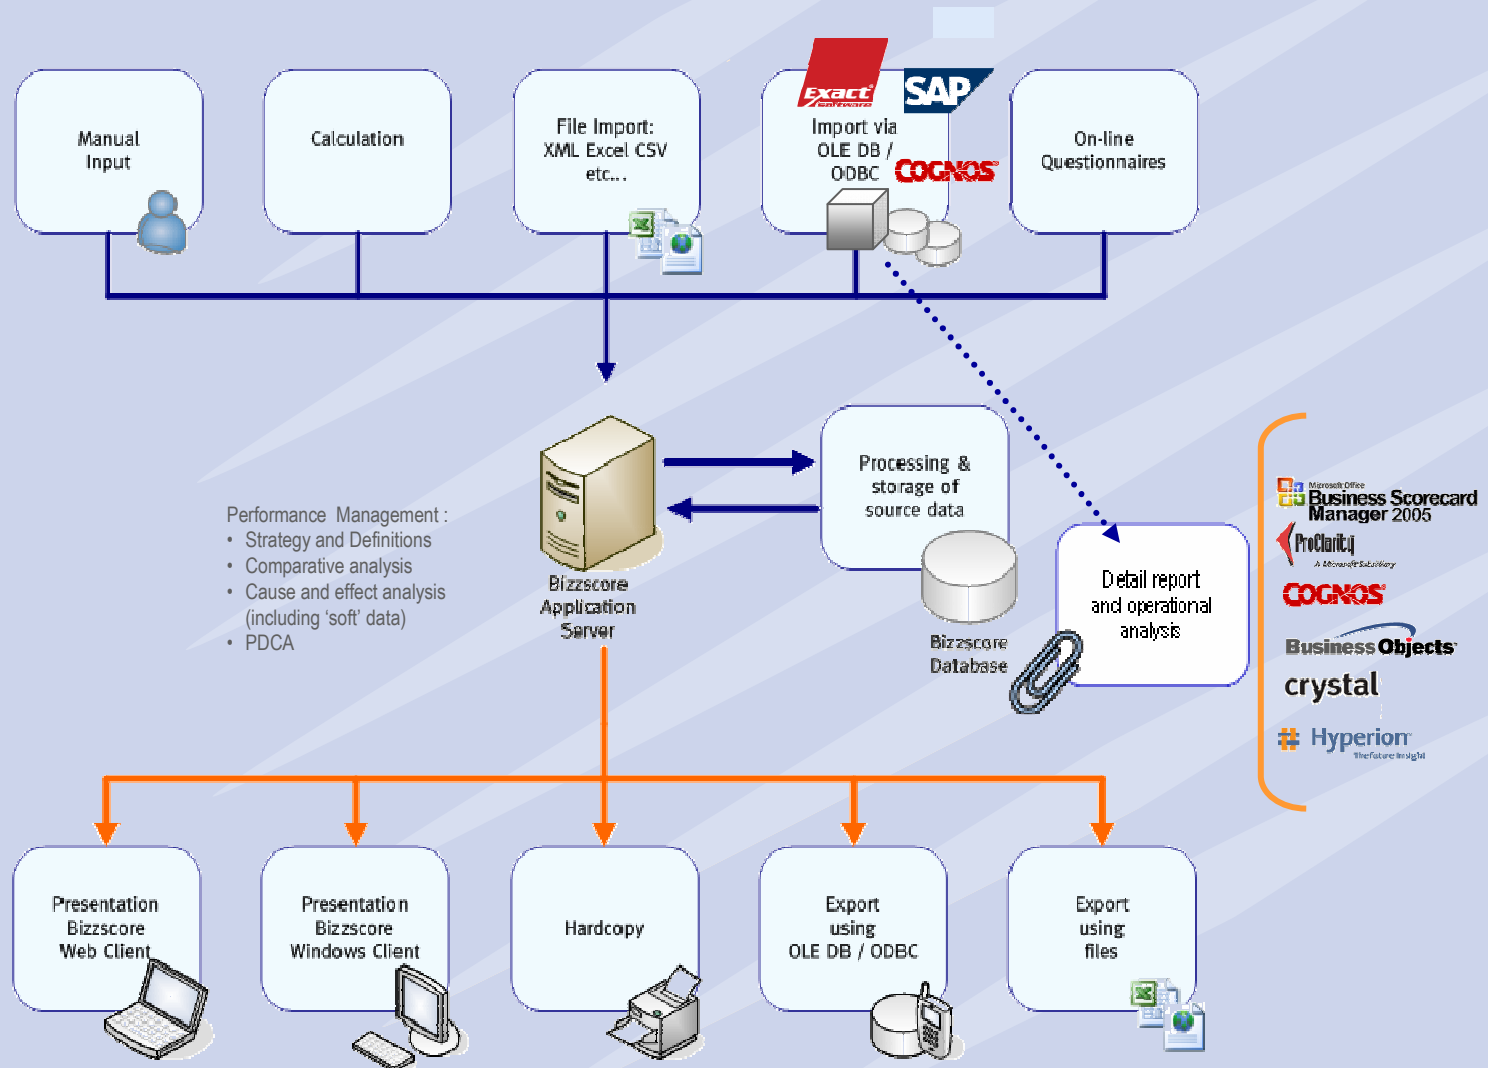 Exact
Software
SAP
Manual
Input
Calculation
File Import:
XML Excel CSV
etc...
Import via
OLE DB /
ODBC
COGNOS
On-line
Questionnaires
Processing &
storage of
source data
Performance Management :
• Strategy and Definitions
• Comparative analysis
• Cause and effect analysis
(including ‘soft’ data)
• PDCA
Bizzscore
Application
Server
Bizzscore
Database
Detail report
and operational
analysis
Microsoft Office
Business Scorecard
Manager 2005
ProClarity
A Microsoft Subsidiary
COGNOS
Business Objects
crystal
Hyperion
The Future in sight
Presentation
Bizzscore
Web Client
Presentation
Bizzscore
Windows Client
Hardcopy
Export
using
OLE DB / ODBC
Export
using
files